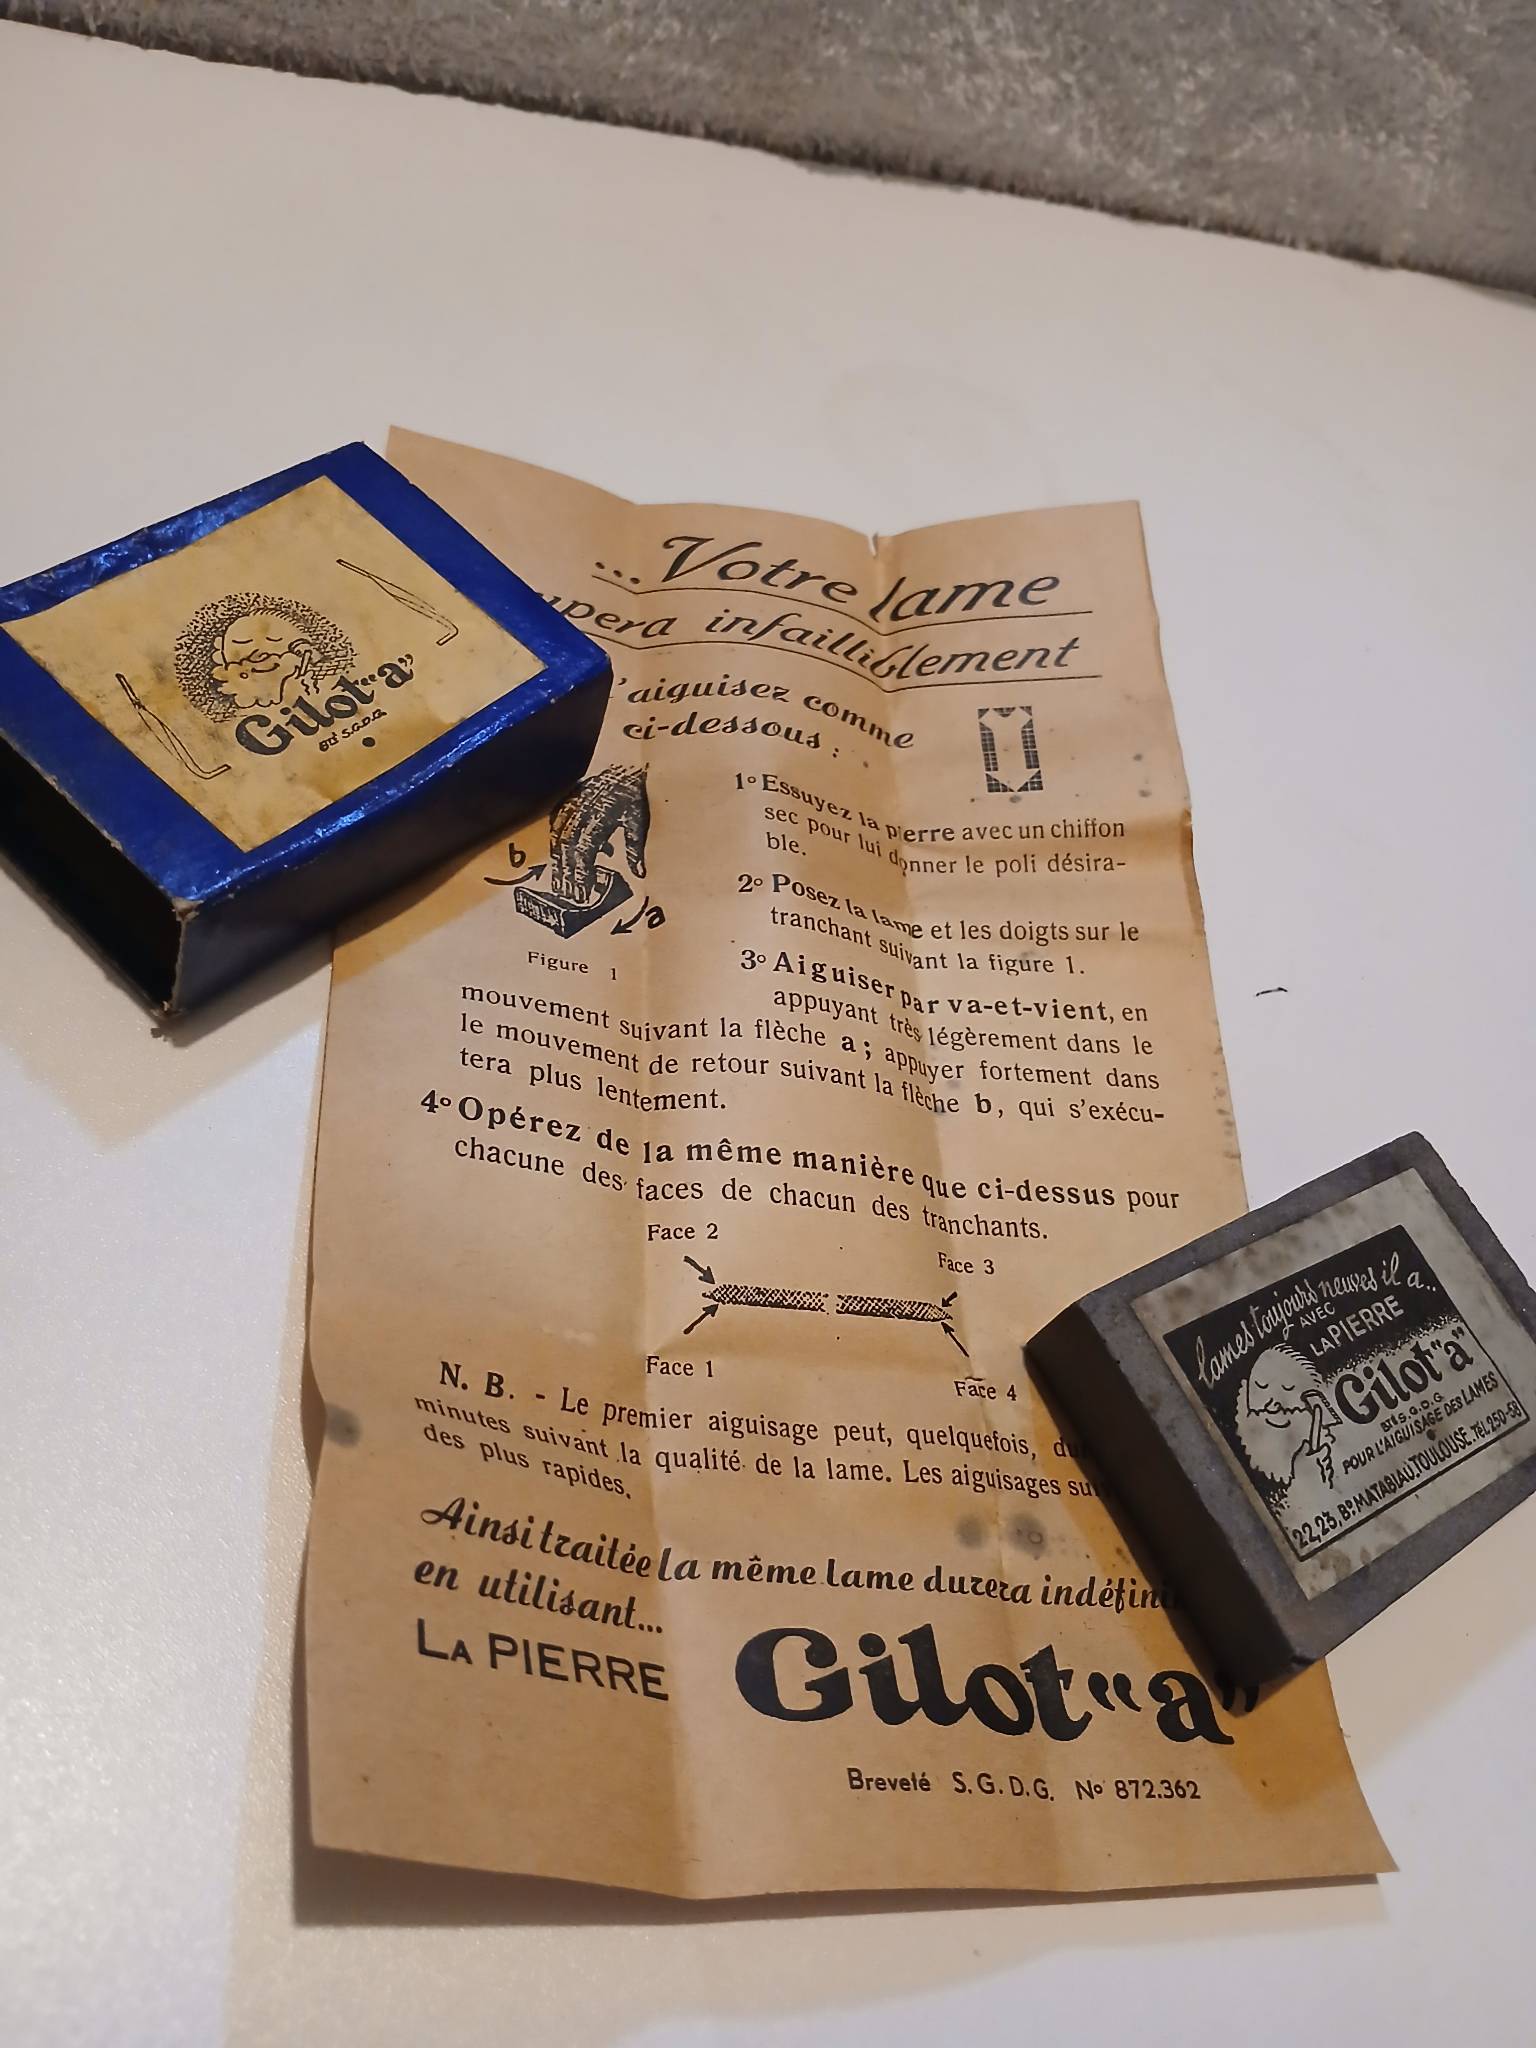 Gilot "a"
Bté S.G.D.G.
... Votre lame
infailliblement
aiguisez comme
ci-dessous :
1° Essuyez la pierre avec un chiffon
sec pour lui donner le poli désira-
ble.
2° Posez la lame et les doigts sur le
tranchant suivant la figure 1.
b
a
Figure 1
3° Aiguiser par va-et-vient, en
appuyant très légèrement dans le
mouvement suivant la flèche a ; appuyer fortement dans
le mouvement de retour suivant la flèche b, qui s'exécu-
tera plus lentement.
4° Opérez de la même manière que ci-dessus pour
chacune des faces de chacun des tranchants.
Face 2
Face 3
Face 1
Face 4
N. B. - Le premier aiguisage peut, quelquefois,
minutes suivant la qualité de la lame. Les aiguisages
des plus rapides.
Ainsi traitée la même lame durera
en utilisant...
LA PIERRE
Gilot "a"
Breveté S.G.D.G. No 872.362
lames toujours neuves il a..
AVEC
LA PIERRE
Gilot "a"
Bté S.G.D.G.
POUR L'AIGUISAGE DES LAMES
22,23, Bd MATABIAU.TOULOUSE.Tél.250-58